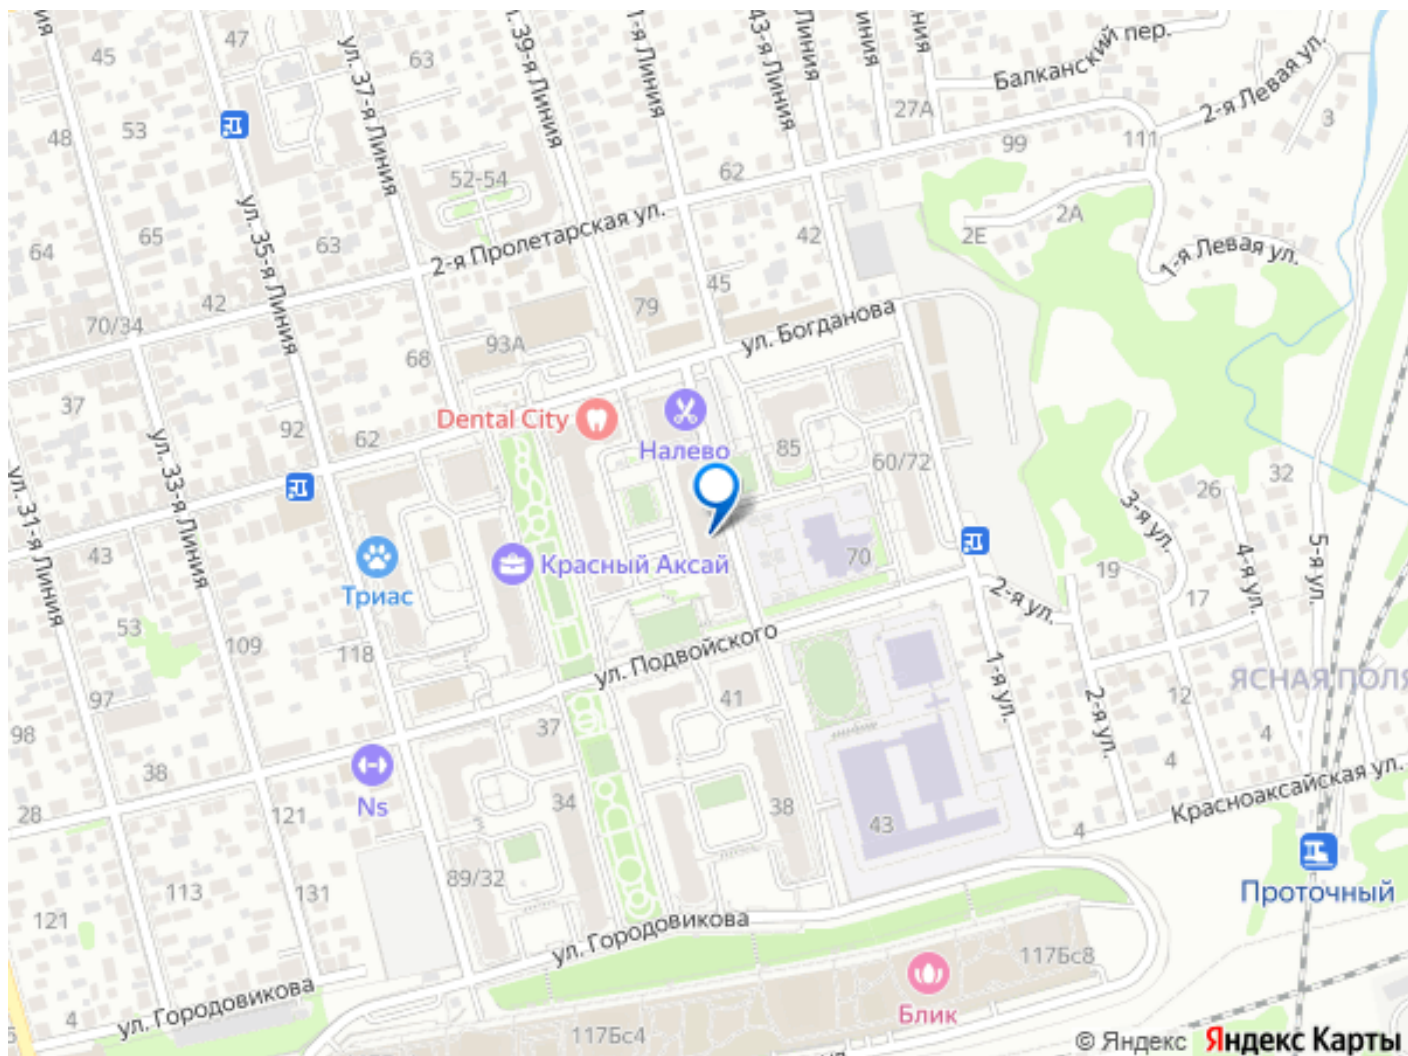 47
45
63
ул. 37-я Линия
43-я Линия
Линия
Балканский пер.
2-я Левая ул.
27А
3
48
53
99
111
62
52-54
2А
2Е
ул. 35-я Линия
65
63
64
2-я Пролетарская ул.
42
1-я Левая ул.
45
42
70/34
79
ул. Богданова
93А
68
37
92
62
Dental City
Налево
85
60/72
32
26
ул. 33-я Линия
ул. 31-я Линия
3-я ул.
4-я ул.
5-я ул.
43
Красный Аксай
70
19
17
Триас
2-я ул.
53
109
118
ул. Подвойского
1-я ул.
ЯСНАЯ ПОЛЯ
97
41
12
2-я ул.
98
37
4
4
38
Красноаксайская ул.
Ns
34
38
28
121
43
4
89/32
113
131
Проточный
121
ул. Городовикова
117Бс8
ул. Городовикова
4
Блик
117Бс4
© Яндекс Яндекс Карты